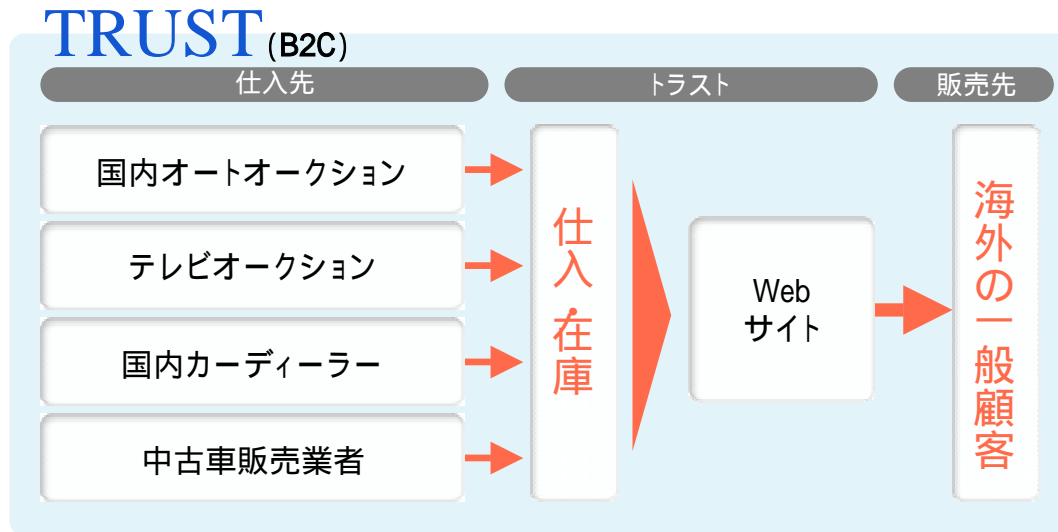 TRUST (B2C)
仕入先
トラスト
販売先
国内オートオークション
テレビオークション
国内カーディーラー
中古車販売業者
仕入・在庫
Web
サイト
海外の一般顧客